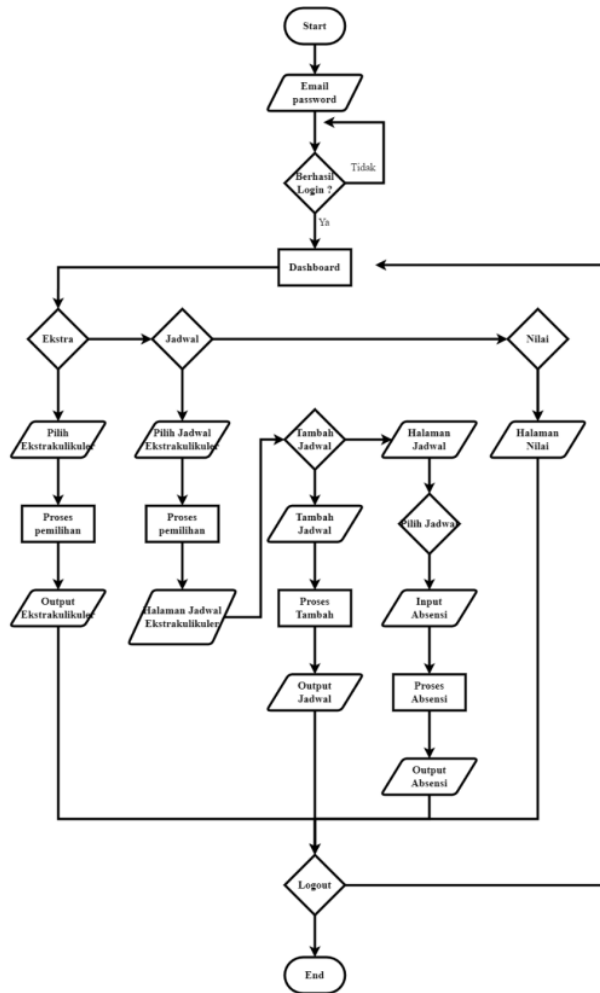 Start
Email
password
Tidak
Berhasil
Login ?
Ya
Dashboard
Ekstra
Jadwal
Nilai
Pilih
Ekstrakulikuler
Pilih Jadwal
Ekstrakulikuler
Tambah
Jadwal
Halaman
Jadwal
Halaman
Nilai
Proses
pemilihan
Proses
pemilihan
Tambah
Jadwal
Pilih Jadwal
Output
Ekstrakulikuler
Halaman Jadwal
Ekstrakulikuler
Proses
Tambah
Input
Absensi
Output
Jadwal
Proses
Absensi
Output
Absensi
Logout
End